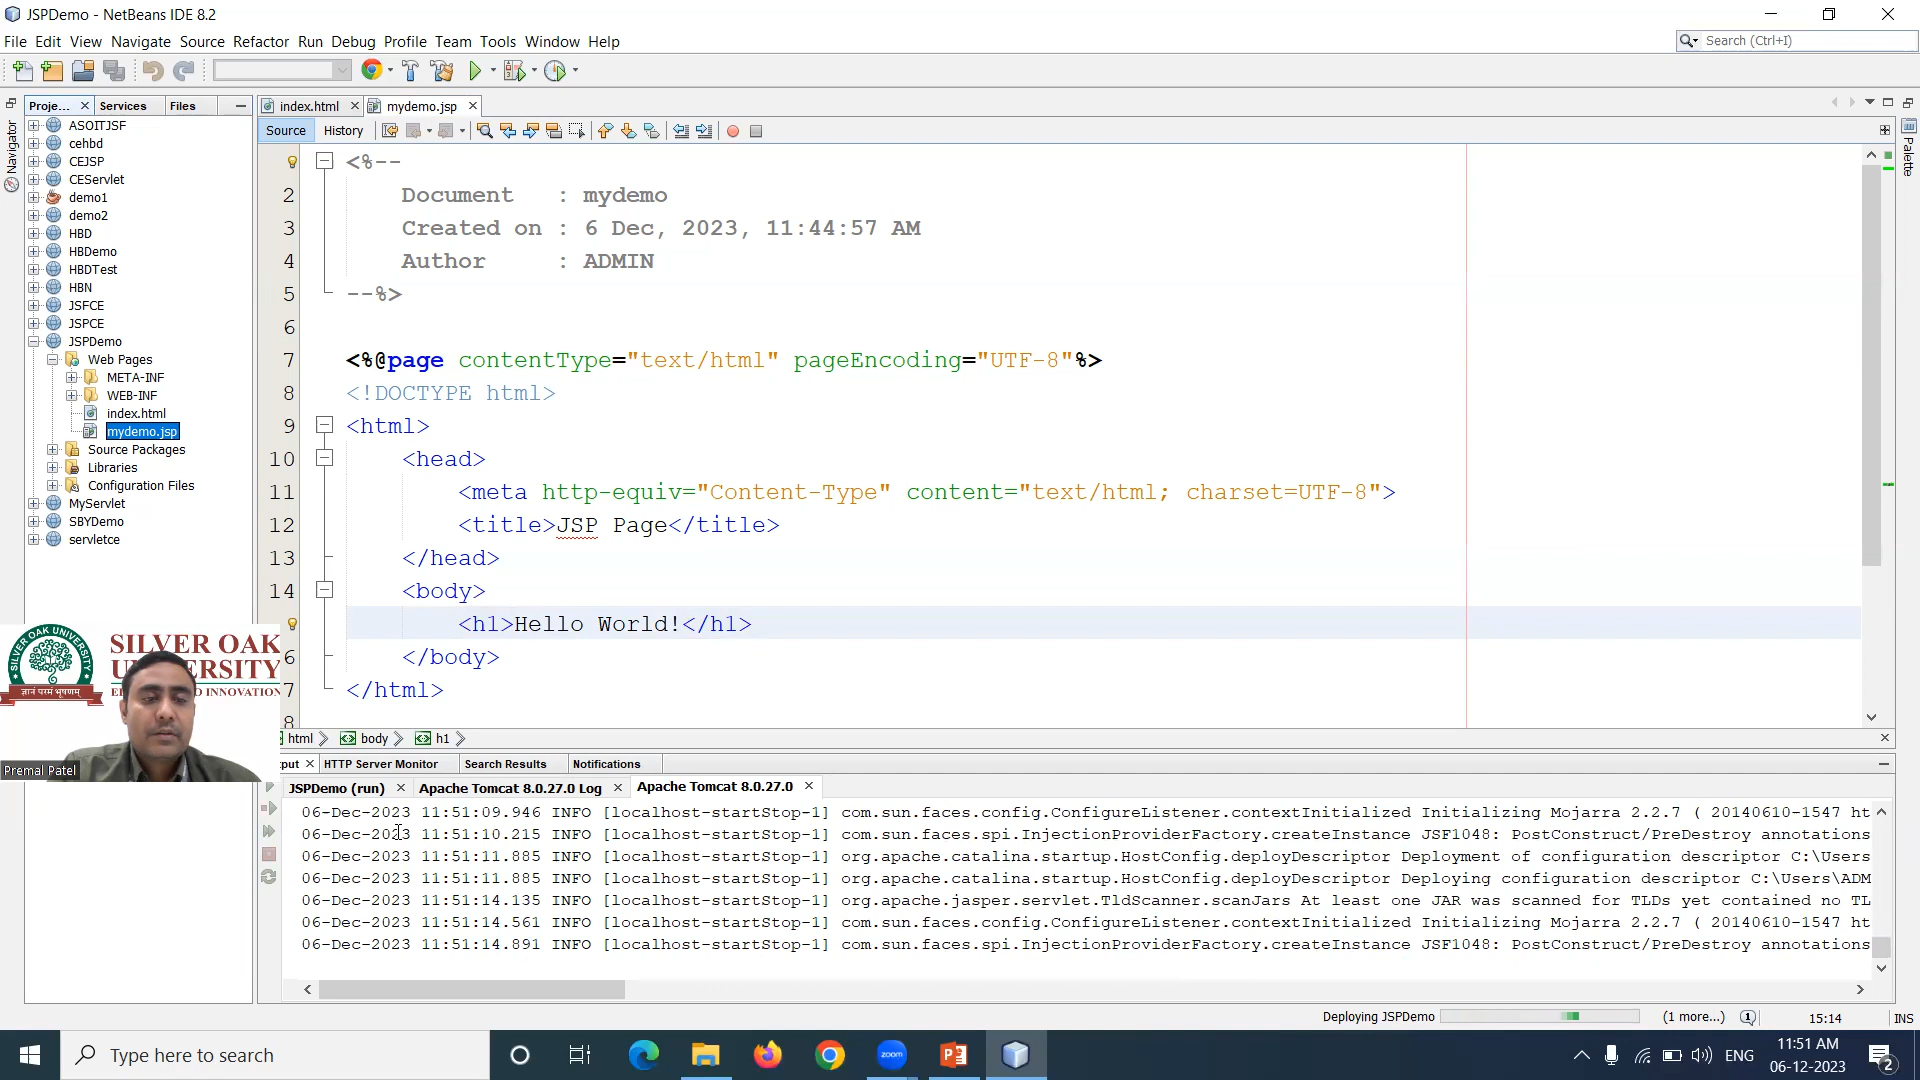 JSPDemo - NetBeans IDE 8.2
File Edit View Navigate Source Refactor Run Debug Profile Team Tools Window Help
Search (Ctrl+I)
Proje... Services Files
index.html mydemo.jsp
Navigator
Palette
Source History
ASOITJSF
cehbd
CEJSP
CEServlet
demo1
demo2
HBD
HBDemo
HBDTest
HBN
JSFCE
JSPCE
JSPDemo
Web Pages
META-INF
WEB-INF
index.html
mydemo.jsp
Source Packages
Libraries
Configuration Files
MyServlet
SBYDemo
servletce
<%--
2 Document : mydemo
3 Created on : 6 Dec, 2023, 11:44:57 AM
4 Author : ADMIN
5 --%>
6
7 <%@page contentType="text/html" pageEncoding="UTF-8"%>
8 <!DOCTYPE html>
9 <html>
10 <head>
11 <meta http-equiv="Content-Type" content="text/html; charset=UTF-8">
12 <title>JSP Page</title>
13 </head>
14 <body>
<h1>Hello World!</h1>
6 </body>
7 </html>
8
SILVER OAK UNIVERSITY
SILVER OAK
ज्ञानं परमं भूषणम्
INNOVATION
Premal Patel
html body h1
put HTTP Server Monitor Search Results Notifications
JSPDemo (run) Apache Tomcat 8.0.27.0 Log Apache Tomcat 8.0.27.0
06-Dec-2023 11:51:09.946 INFO [localhost-startStop-1] com.sun.faces.config.ConfigureListener.contextInitialized Initializing Mojarra 2.2.7 ( 20140610-1547 ht
06-Dec-2023 11:51:10.215 INFO [localhost-startStop-1] com.sun.faces.spi.InjectionProviderFactory.createInstance JSF1048: PostConstruct/PreDestroy annotations
06-Dec-2023 11:51:11.885 INFO [localhost-startStop-1] org.apache.catalina.startup.HostConfig.deployDescriptor Deployment of configuration descriptor C:\Users
06-Dec-2023 11:51:11.885 INFO [localhost-startStop-1] org.apache.catalina.startup.HostConfig.deployDescriptor Deploying configuration descriptor C:\Users\ADM
06-Dec-2023 11:51:14.135 INFO [localhost-startStop-1] org.apache.jasper.servlet.TldScanner.scanJars At least one JAR was scanned for TLDs yet contained no TL
06-Dec-2023 11:51:14.561 INFO [localhost-startStop-1] com.sun.faces.config.ConfigureListener.contextInitialized Initializing Mojarra 2.2.7 ( 20140610-1547 ht
06-Dec-2023 11:51:14.891 INFO [localhost-startStop-1] com.sun.faces.spi.InjectionProviderFactory.createInstance JSF1048: PostConstruct/PreDestroy annotations
Deploying JSPDemo (1 more...) 15:14 INS
Type here to search
zoom
ENG
11:51 AM
06-12-2023
2